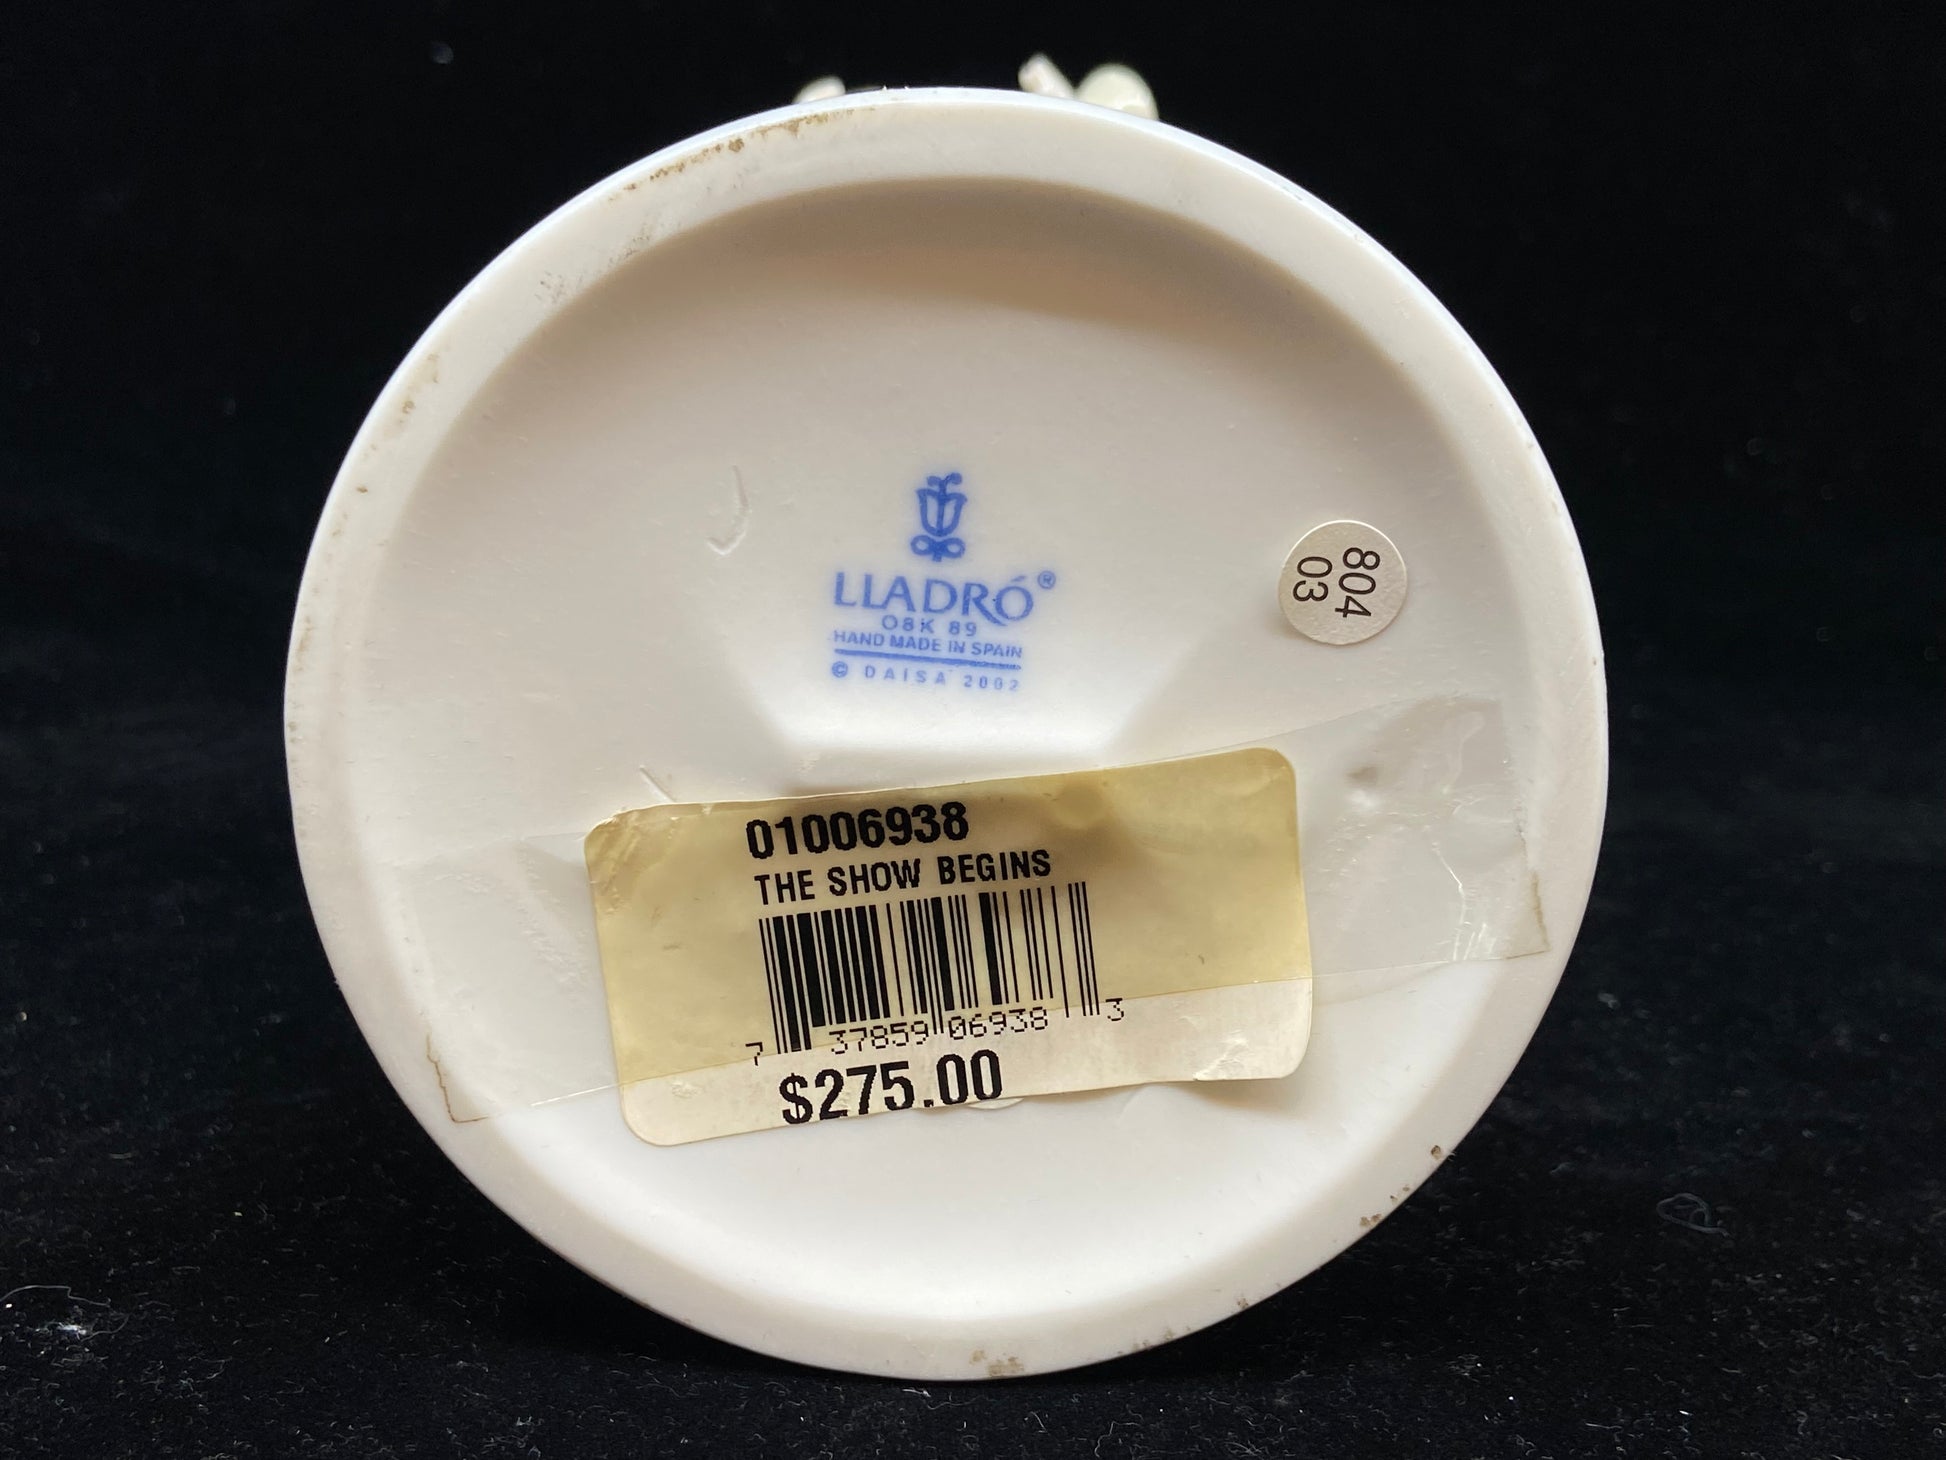 LLADRÓ®
O8K 89
HAND MADE IN SPAIN
© DAISA 2002
804
03
01006938
THE SHOW BEGINS
7 37859 06938 3
$275.00